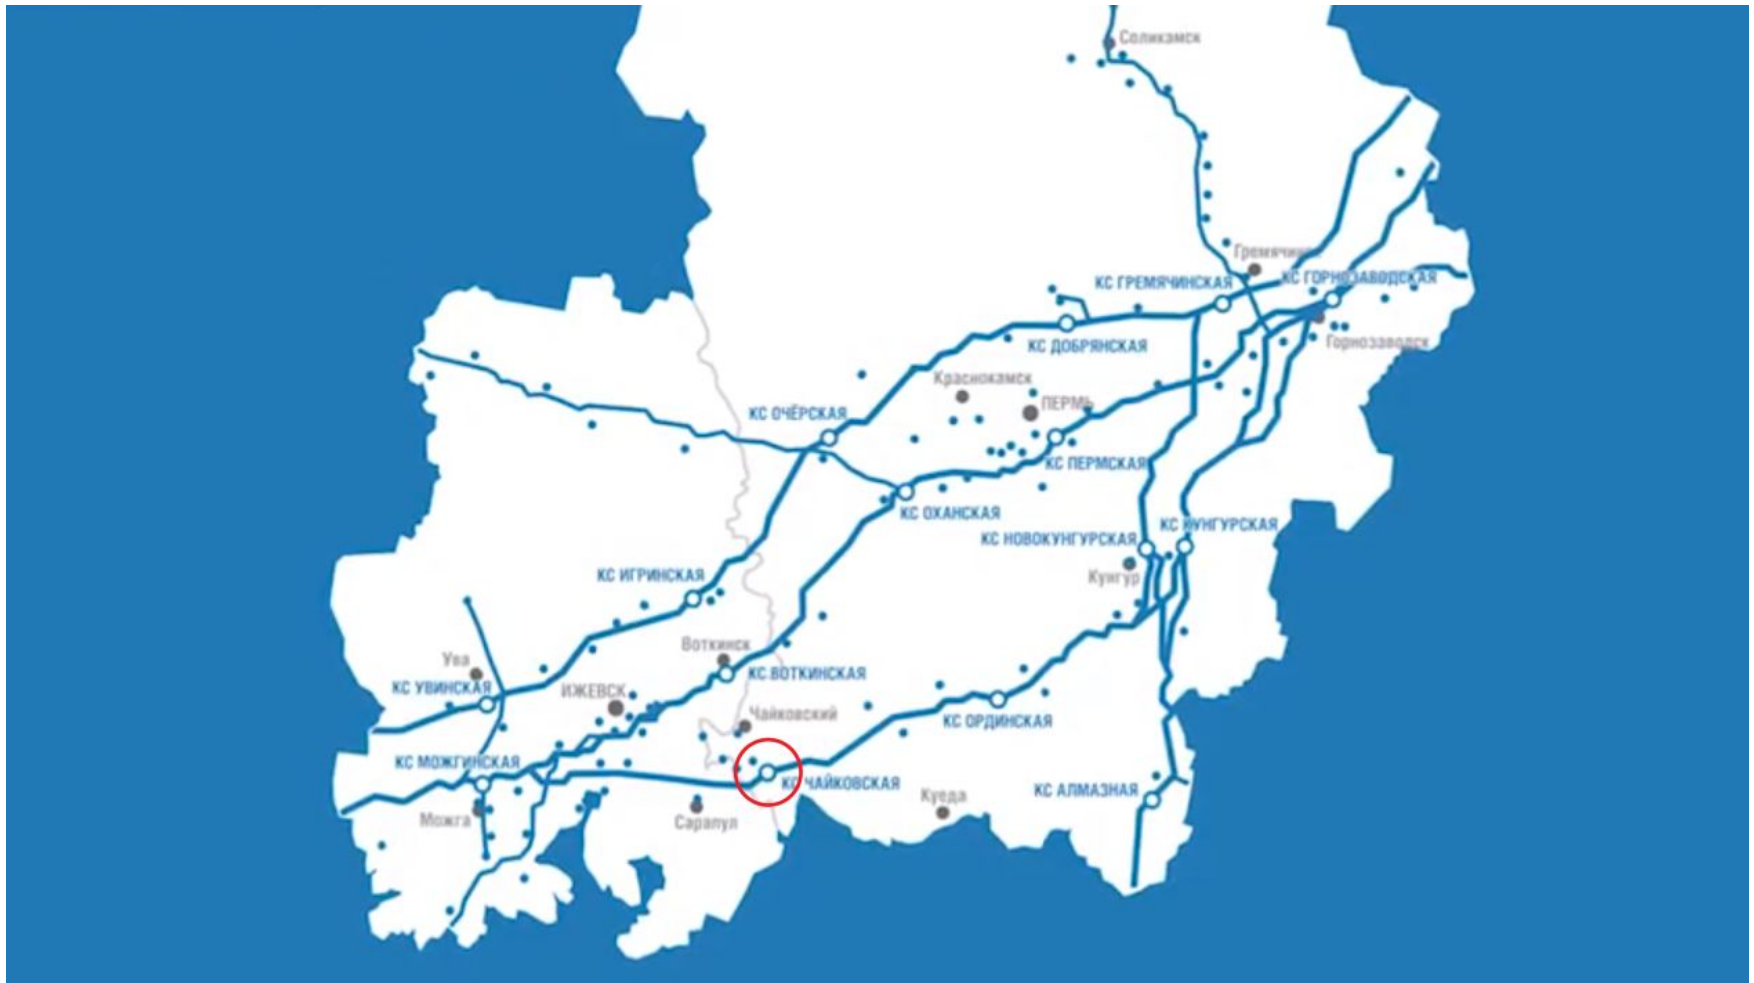 Соликамск
Гремячинск
КС ГРЕМЯЧИНСКАЯ
КС ГОРНОЗАВОДСКАЯ
КС ДОБРЯНСКАЯ
Горнозаводск
Краснокамск
ПЕРМЬ
КС ОЧЁРСКАЯ
КС ПЕРМСКАЯ
КС ОХАНСКАЯ
КС НОВОКУНГУРСКАЯ
КС КУНГУРСКАЯ
Кунгур
КС ИГРИНСКАЯ
Воткинск
Ува
КС ВОТКИНСКАЯ
КС УВИНСКАЯ
ИЖЕВСК
Чайковский
КС ОРДИНСКАЯ
КС МОЖГИНСКАЯ
КС ЧАЙКОВСКАЯ
КС АЛМАЗНАЯ
Куеда
Можга
Сарапул